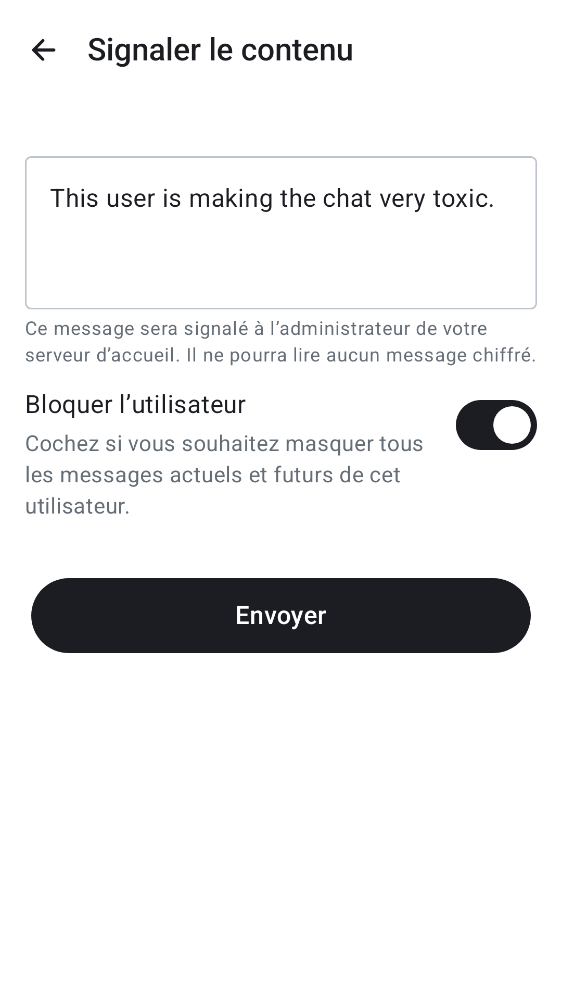 Signaler le contenu
This user is making the chat very toxic.
Ce message sera signalé à l’administrateur de votre
serveur d’accueil. Il ne pourra lire aucun message chiffré.
Bloquer l’utilisateur
Cochez si vous souhaitez masquer tous
les messages actuels et futurs de cet
utilisateur.
Envoyer